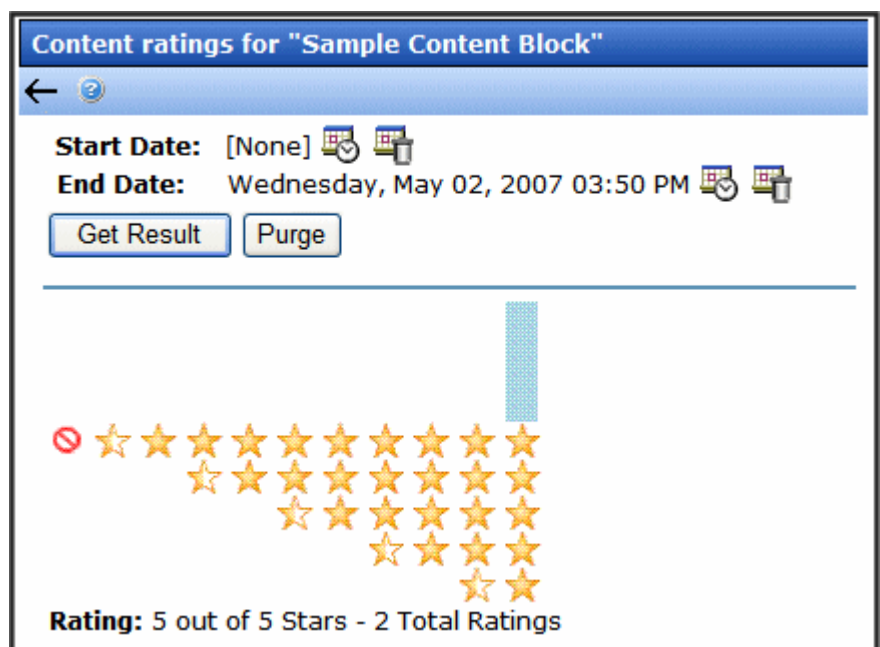 Content ratings for "Sample Content Block"
Start Date: [None]
End Date: Wednesday, May 02, 2007 03:50 PM
Get Result Purge
Rating: 5 out of 5 Stars - 2 Total Ratings